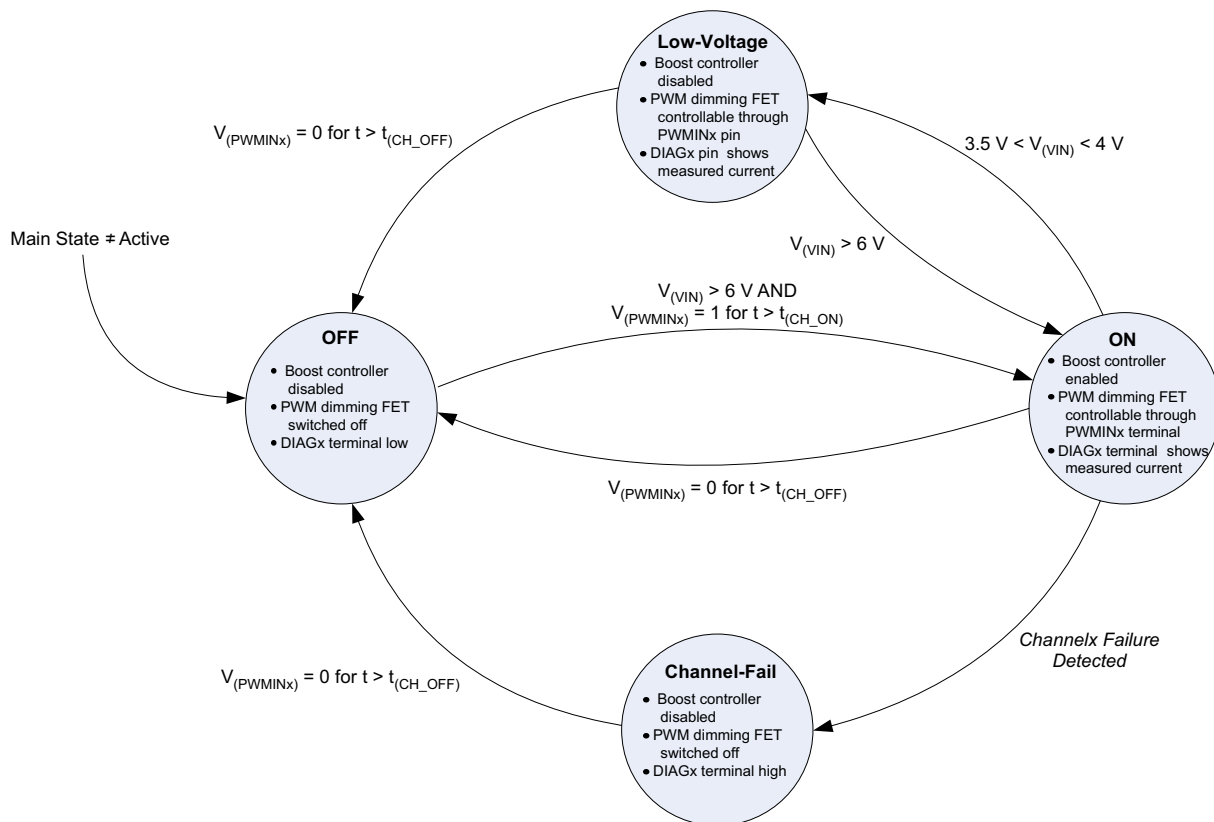 Low-Voltage
• Boost controller
disabled
• PWM dimming FET
controllable through
PWMINx pin
• DIAGx pin shows
measured current
V(PWMINx) = 0 for t > t(CH_OFF)
3.5 V < V(VIN) < 4 V
Main State ≠ Active
V(VIN) > 6 V
V(VIN) > 6 V AND
V(PWMINx) = 1 for t > t(CH_ON)
OFF
• Boost controller
disabled
• PWM dimming FET
switched off
• DIAGx terminal low
ON
• Boost controller
enabled
• PWM dimming FET
controllable through
PWMINx terminal
• DIAGx terminal shows
measured current
V(PWMINx) = 0 for t > t(CH_OFF)
Channelx Failure
Detected
V(PWMINx) = 0 for t > t(CH_OFF)
Channel-Fail
• Boost controller
disabled
• PWM dimming FET
switched off
• DIAGx terminal high